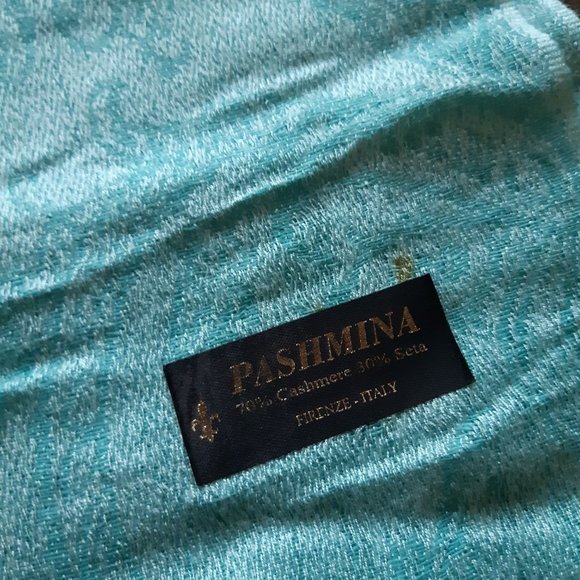 PASHMINA
70% Cashmere 30% Seta
FIRENZE - ITALY